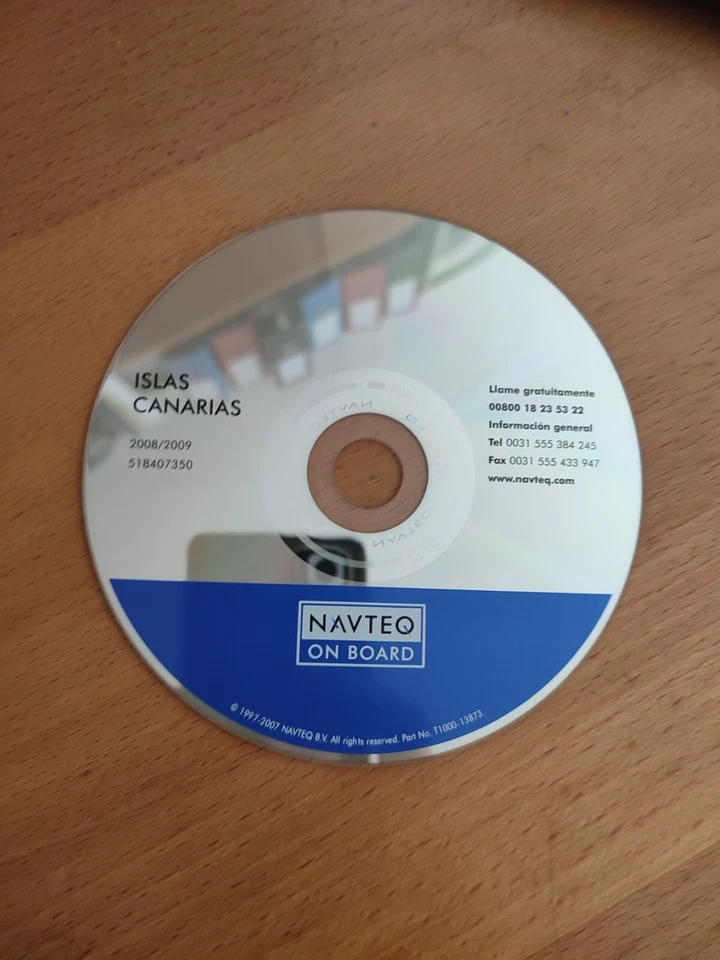 ISLAS
CANARIAS
2008/2009
518407350
Llame gratuitamente
00800 18 23 53 22
Información general
Tel 0031 555 384 245
Fax 0031 555 433 947
www.navteq.com
NAVTEQ
NAVTEQ
NAVTEQ
ON BOARD
© 1997-2007 NAVTEQ B.V. All rights reserved. Part No. T1000-13873.